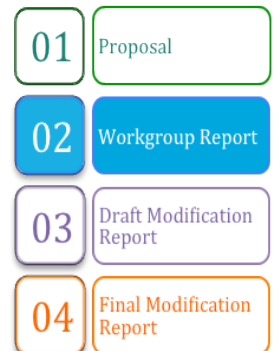 01
Proposal
02
Workgroup Report
03
Draft Modification
Report
04
Final Modification
Report